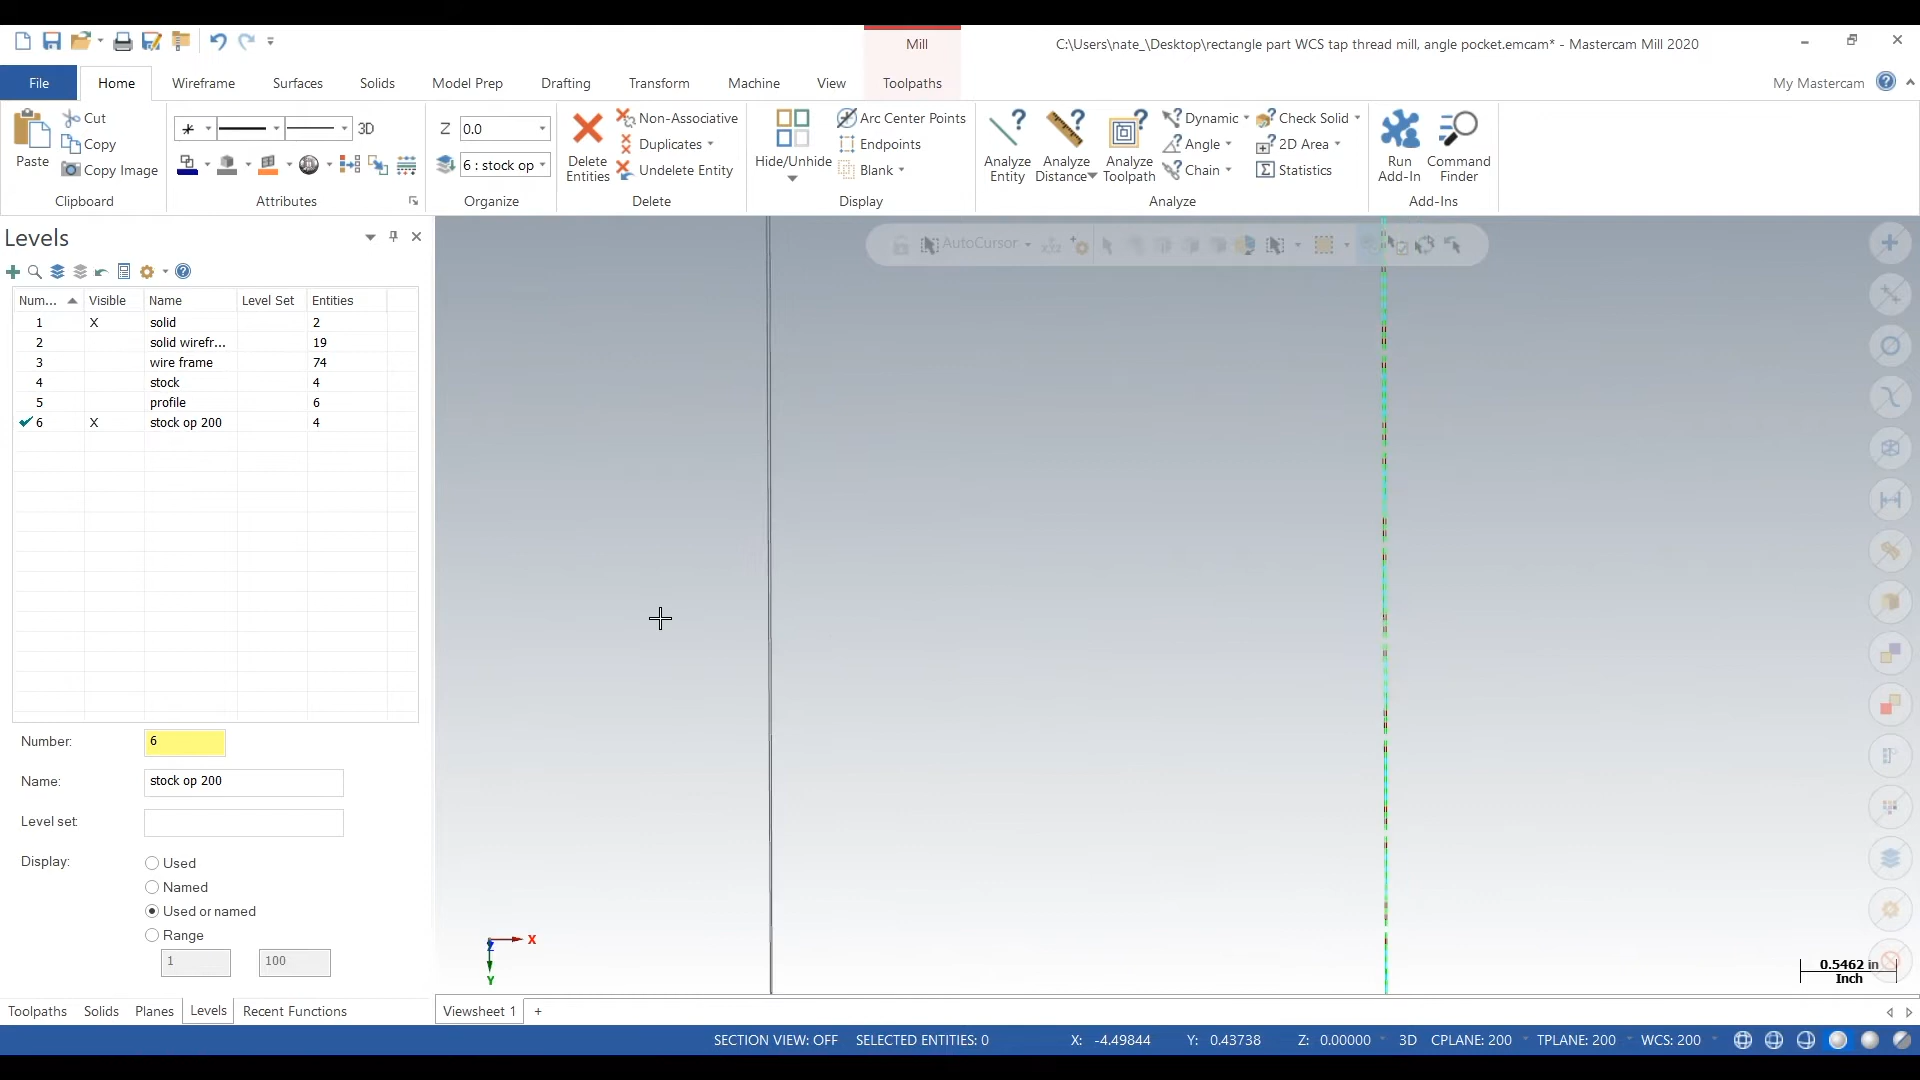 Mill
C:\Users\nate_\Desktop\rectangle part WCS tap thread mill, angle pocket.emcam* - Mastercam Mill 2020
File
Home
Wireframe
Surfaces
Solids
Model Prep
Drafting
Transform
Machine
View
Toolpaths
My Mastercam
Paste
Cut
Copy
Copy Image
Clipboard
3D
Attributes
Z
0.0
6 : stock op
Organize
Delete
Entities
Non-Associative
Duplicates
Undelete Entity
Delete
Hide/Unhide
Arc Center Points
Endpoints
Blank
Display
Analyze
Entity
Analyze
Distance
Analyze
Toolpath
Dynamic
Angle
Chain
Check Solid
2D Area
Statistics
Analyze
Run
Add-In
Command
Finder
Add-Ins
Levels
AutoCursor
Num... Visible Name Level Set Entities
1 X solid 2
2 solid wirefr... 19
3 wire frame 74
4 stock 4
5 profile 6
6 X stock op 200 4
Number: 6
Name: stock op 200
Level set:
Display:
Used
Named
Used or named
Range
1 100
Z
X
Y
0.5462 in
Inch
Toolpaths Solids Planes Levels Recent Functions
Viewsheet 1 +
SECTION VIEW: OFF SELECTED ENTITIES: 0 X: -4.49844 Y: 0.43738 Z: 0.00000 3D CPLANE: 200 TPLANE: 200 WCS: 200